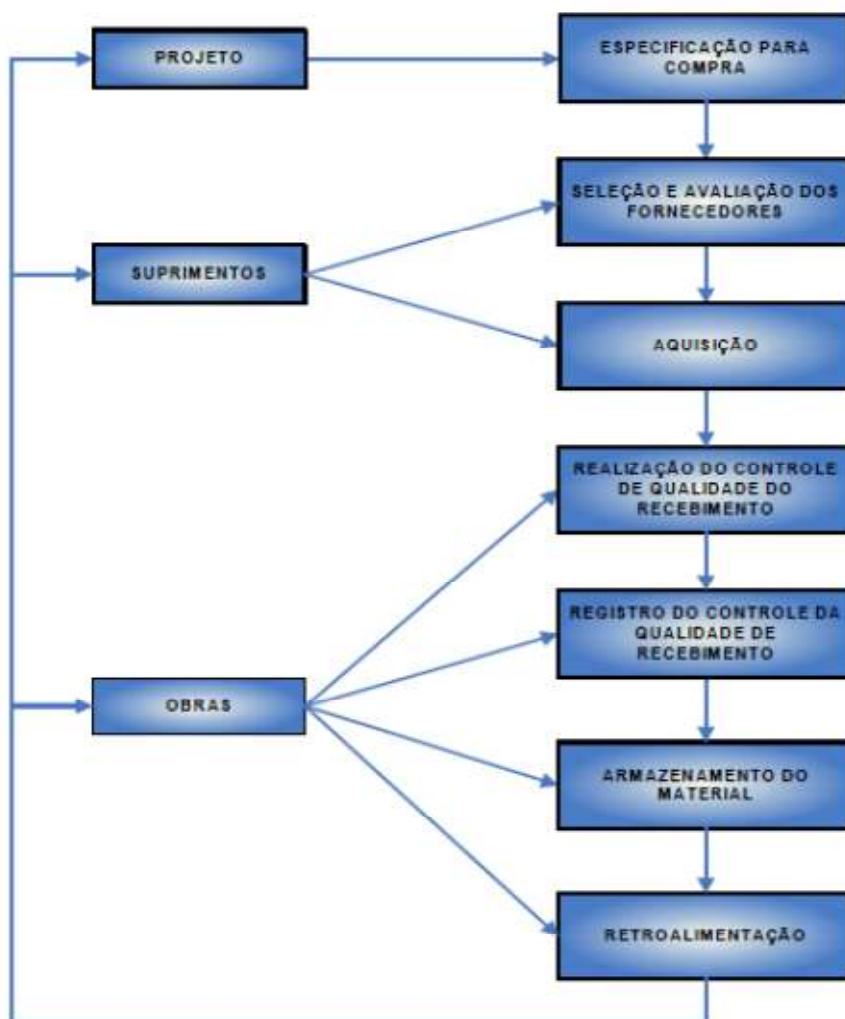 PROJETO
ESPECIFICAÇÃO PARA
COMPRA
SELEÇÃO E AVALIAÇÃO DOS
FORNECEDORES
SUPRIMENTOS
AQUISIÇÃO
REALIZAÇÃO DO CONTROLE
DE QUALIDADE DO
RECEBIMENTO
REGISTRO DO CONTROLE DA
QUALIDADE DE
RECEBIMENTO
OBRAS
ARMAZENAMENTO DO
MATERIAL
RETROALIMENTAÇÃO